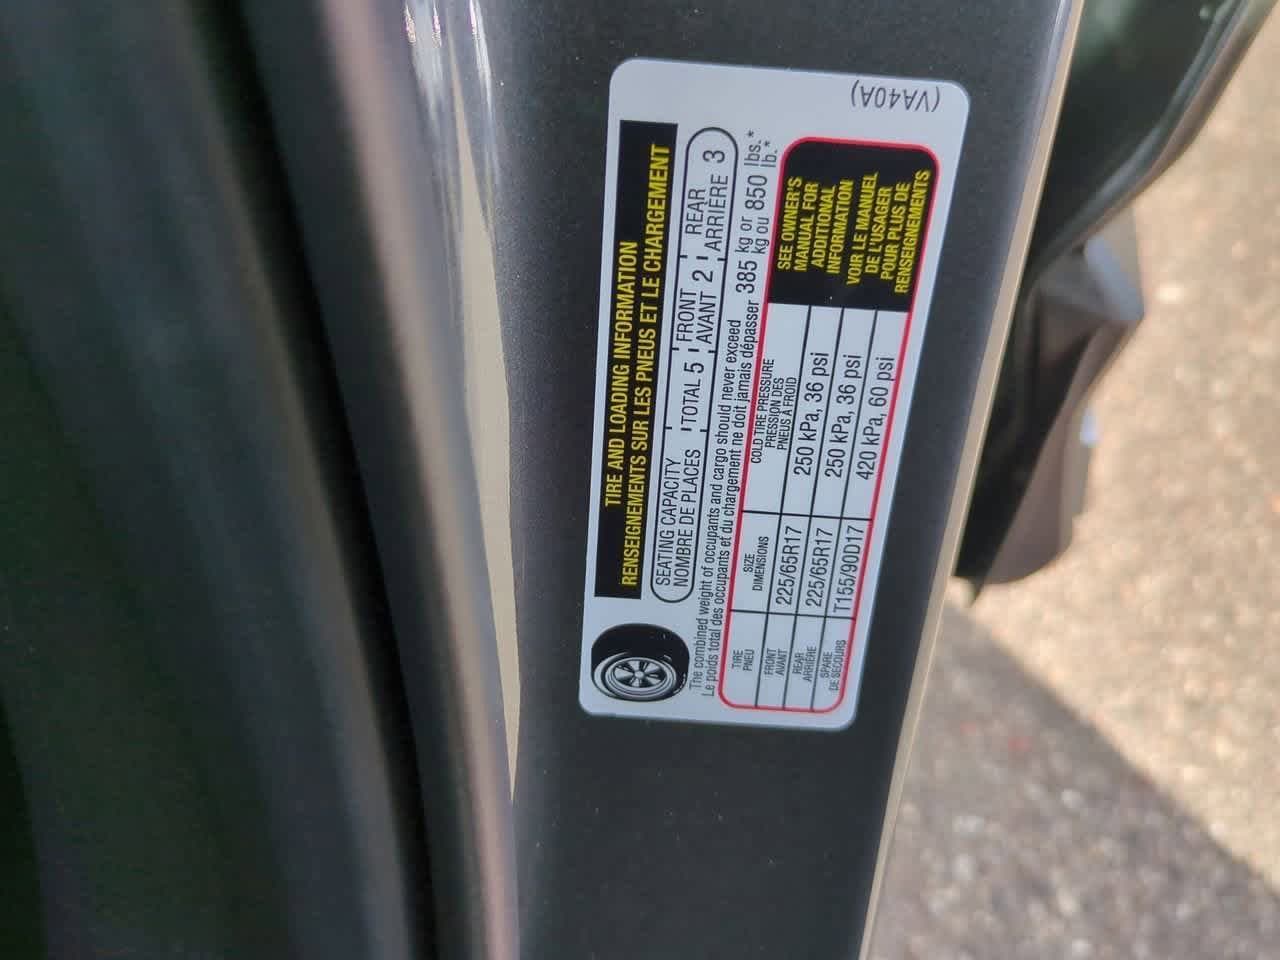 TIRE AND LOADING INFORMATION
RENSEIGNEMENTS SUR LES PNEUS ET LE CHARGEMENT
SEATING CAPACITY
NOMBRE DE PLACES
TOTAL 5
FRONT
AVANT 2
REAR
ARRIÈRE 3
The combined weight of occupants and cargo should never exceed
Le poids total des occupants et du chargement ne doit jamais dépasser
385 kg or 850 lbs.*
kg ou lb.*
TIRE
PNEU
SIZE
DIMENSIONS
COLD TIRE PRESSURE
PRESSION DES
PNEUS À FROID
FRONT
AVANT
225/65R17
250 kPa, 36 psi
REAR
ARRIÈRE
225/65R17
250 kPa, 36 psi
SPARE
DE SECOURS
T155/90D17
420 kPa, 60 psi
SEE OWNER'S
MANUAL FOR
ADDITIONAL
INFORMATION
VOIR LE MANUEL
DE L'USAGER
POUR PLUS DE
RENSEIGNEMENTS
(VA40A)